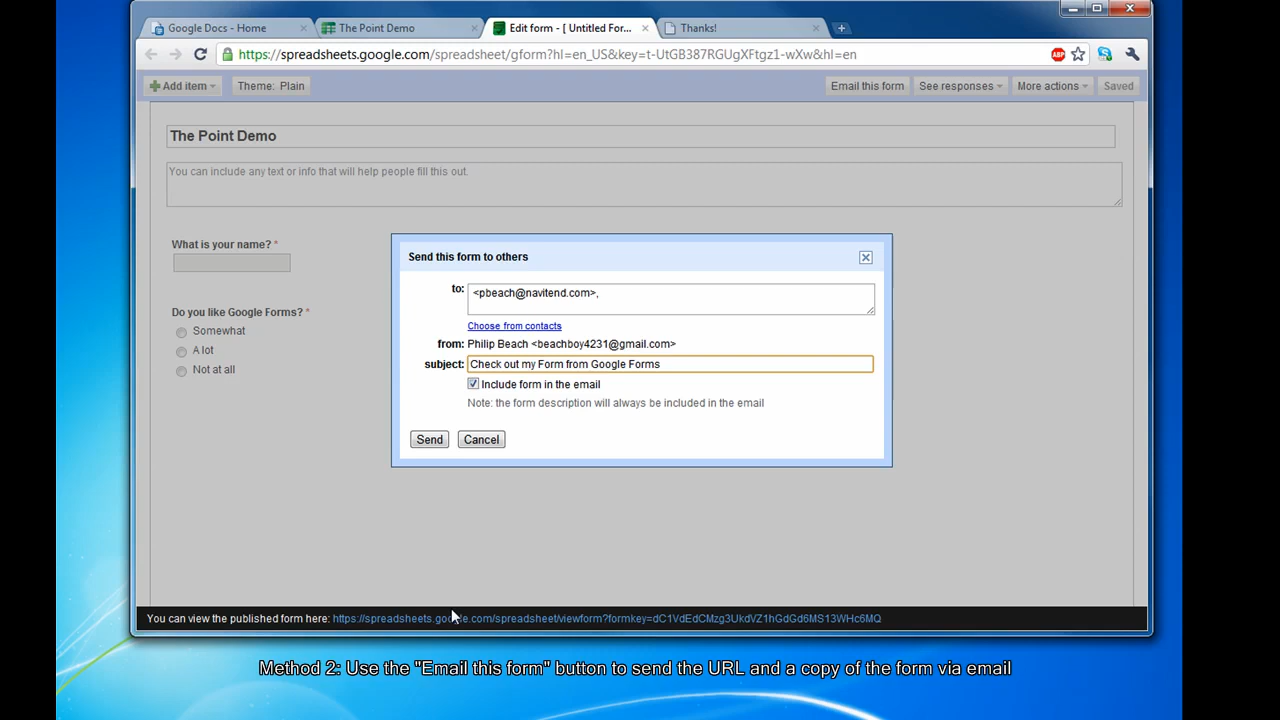 Google Docs - Home
The Point Demo
Edit form - [ Untitled For...
Thanks!
https://spreadsheets.google.com/spreadsheet/gform?hl=en_US&key=t-UtGB387RGUgXFtgz1-wXw&hl=en
ABP
Add item
Theme: Plain
Email this form
See responses
More actions
Saved
The Point Demo
You can include any text or info that will help people fill this out.
What is your name? *
Do you like Google Forms? *
Somewhat
A lot
Not at all
Send this form to others
to: <pbeach@navitend.com>,
Choose from contacts
from: Philip Beach <beachboy4231@gmail.com>
subject: Check out my Form from Google Forms
Include form in the email
Note: the form description will always be included in the email
Send Cancel
You can view the published form here: https://spreadsheets.google.com/spreadsheet/viewform?formkey=dC1VdEdCMzg3UkdVZ1hGdGd6MS13WHc6MQ
Method 2: Use the "Email this form" button to send the URL and a copy of the form via email